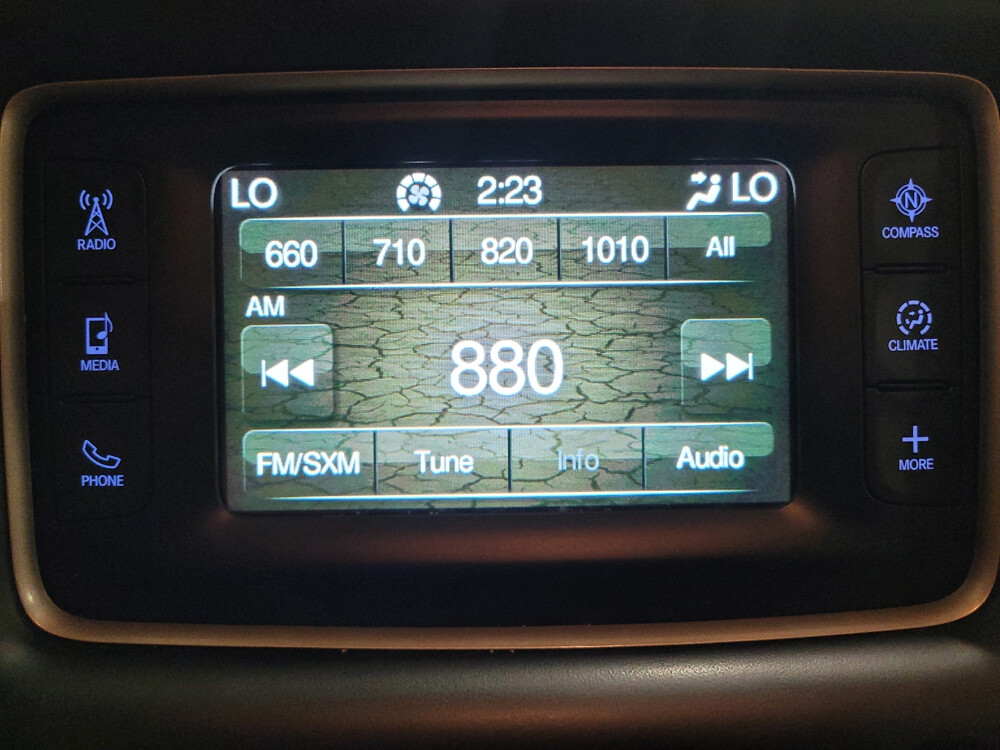 LO 2:23 LO
660 710 820 1010 All
AM
880
FM/SXM Tune Info Audio
RADIO
MEDIA
PHONE
N
COMPASS
CLIMATE
MORE